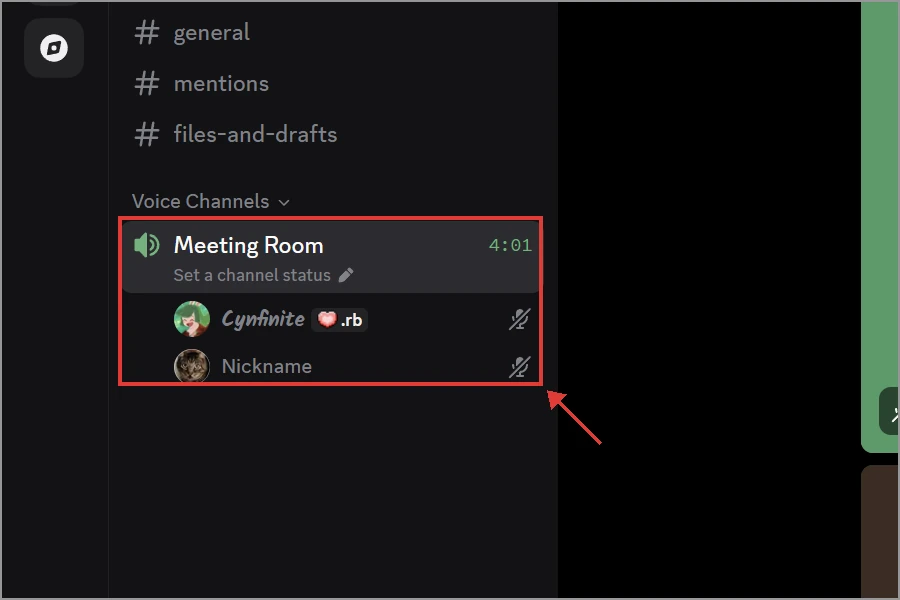 # general
# mentions
# files-and-drafts
Voice Channels
Meeting Room 4:01
Set a channel status
Cynfinite .rb
Nickname